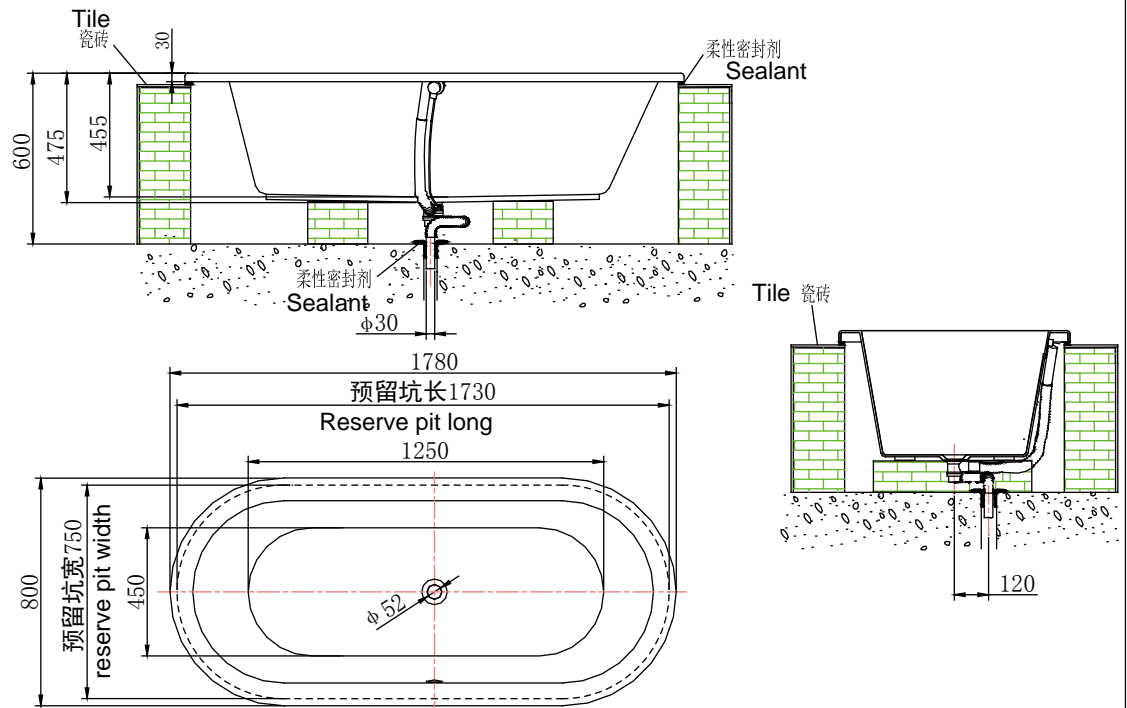 Tile
瓷砖
30
柔性密封剂
Sealant
600
475
455
柔性密封剂
Sealant
ф30
Tile 瓷砖
1780
预留坑长1730
Reserve pit long
1250
800
预留坑宽750
reserve pit width
450
ф52
120